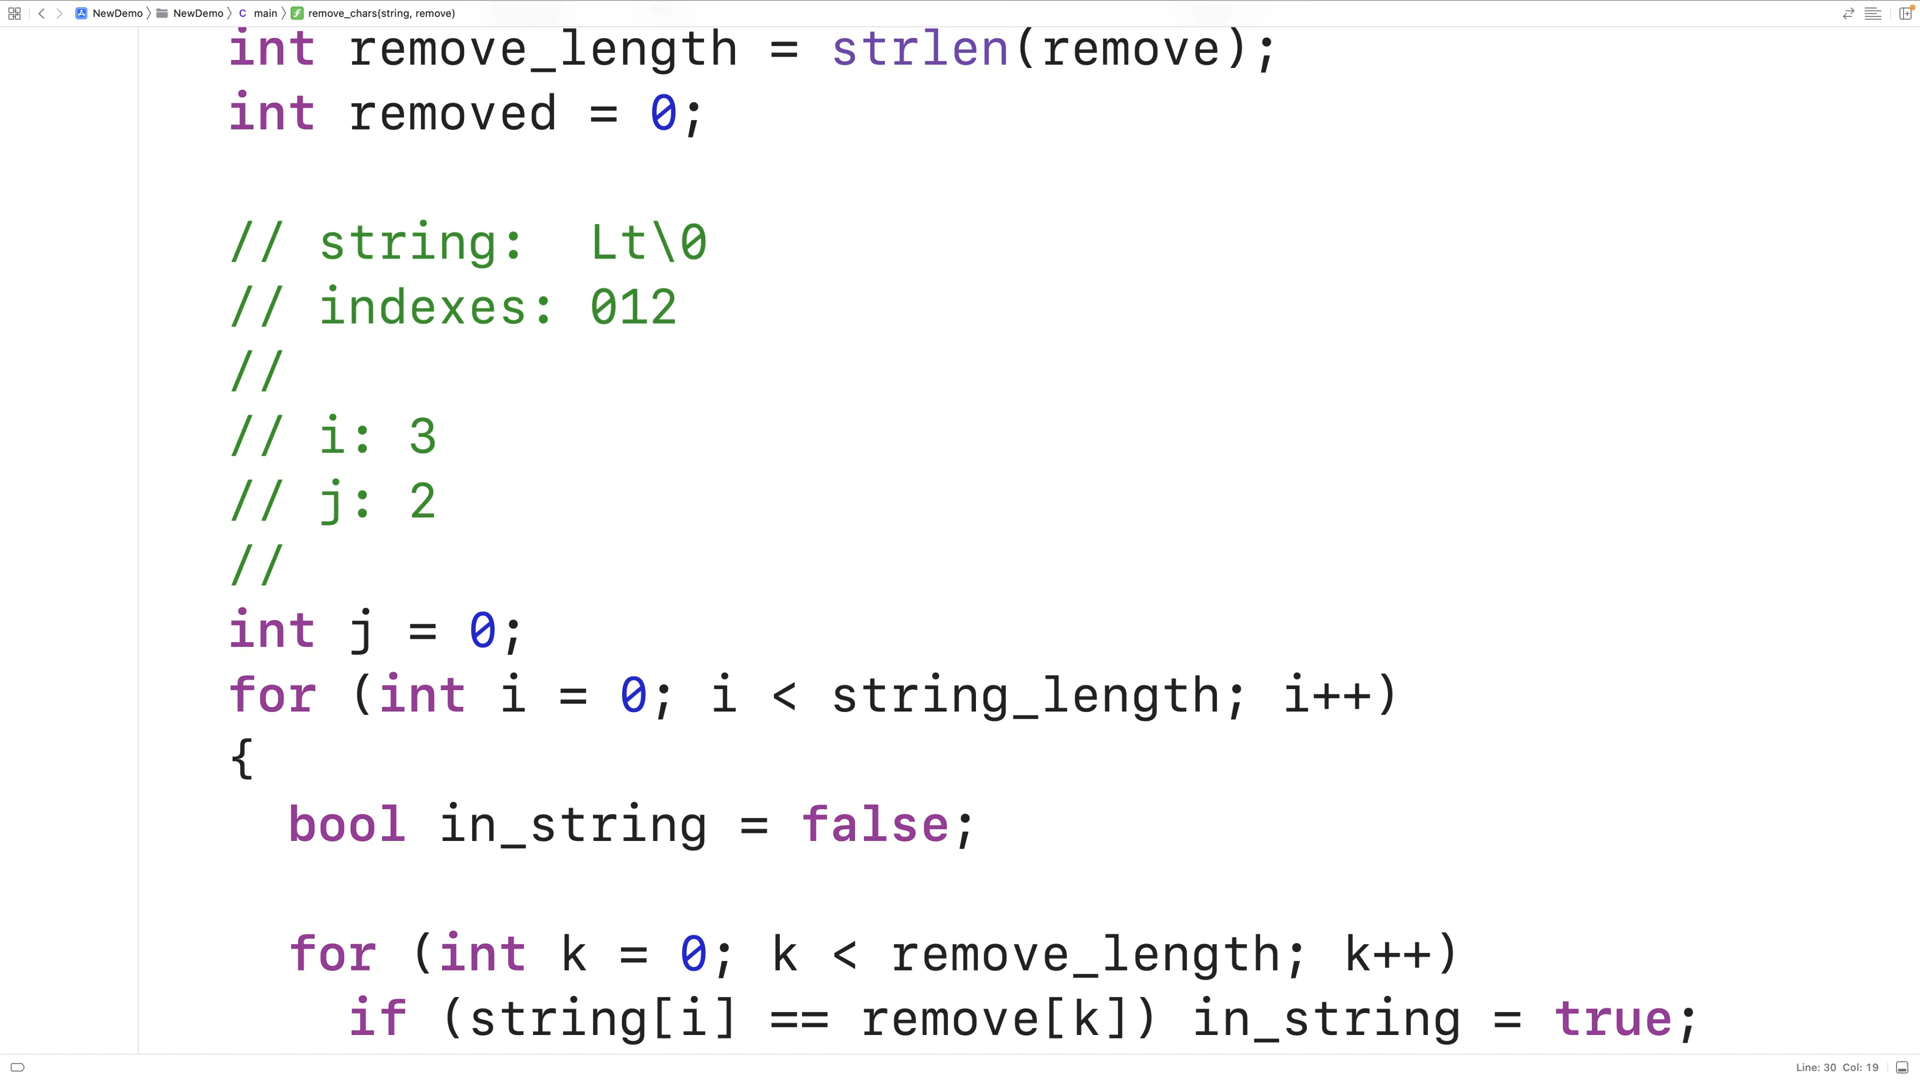 NewDemo NewDemo C main f remove_chars(string, remove)
int remove_length = strlen(remove);
int removed = 0;
// string:  Lt\0
// indexes: 012
//
// i: 3
// j: 2
//
int j = 0;
for (int i = 0; i < string_length; i++)
{
bool in_string = false;
for (int k = 0; k < remove_length; k++)
if (string[i] == remove[k]) in_string = true;
Line: 30 Col: 19